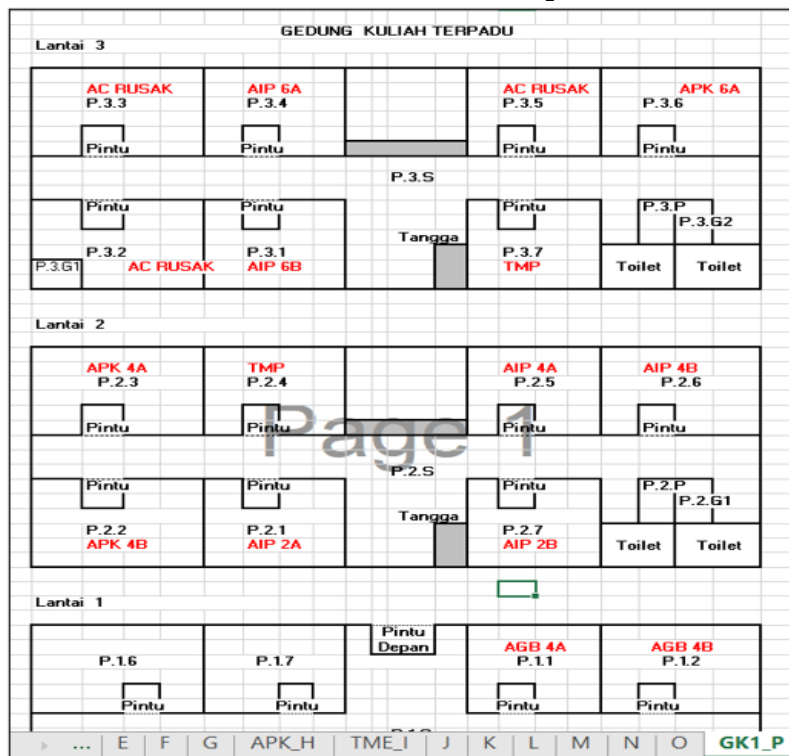 GEDUNG KULIAH TERPADU
Lantai 3
AC RUSAK AIP 6A AC RUSAK APK 6A
P.3.3 P.3.4 P.3.5 P.3.6
Pintu Pintu Pintu Pintu
P.3.S
Pintu Pintu Pintu P.3.P
P.3.G2
Tangga
P.3.2 P.3.1 P.3.7
P.3.G1 AC RUSAK AIP 6B TMP Toilet Toilet
Lantai 2
APK 4A TMP AIP 4A AIP 4B
P.2.3 P.2.4 P.2.5 P.2.6
Page 1
Pintu Pintu Pintu Pintu
P.2.S
Pintu Pintu Pintu P.2.P
P.2.G1
Tangga
P.2.2 P.2.1 P.2.7
APK 4B AIP 2A AIP 2B Toilet Toilet
Lantai 1
Pintu
Depan
AGB 4A AGB 4B
P.1.6 P.1.7 P.1.1 P.1.2
Pintu Pintu Pintu Pintu
... E F G APK_H TME_I J K L M N O GK1_P